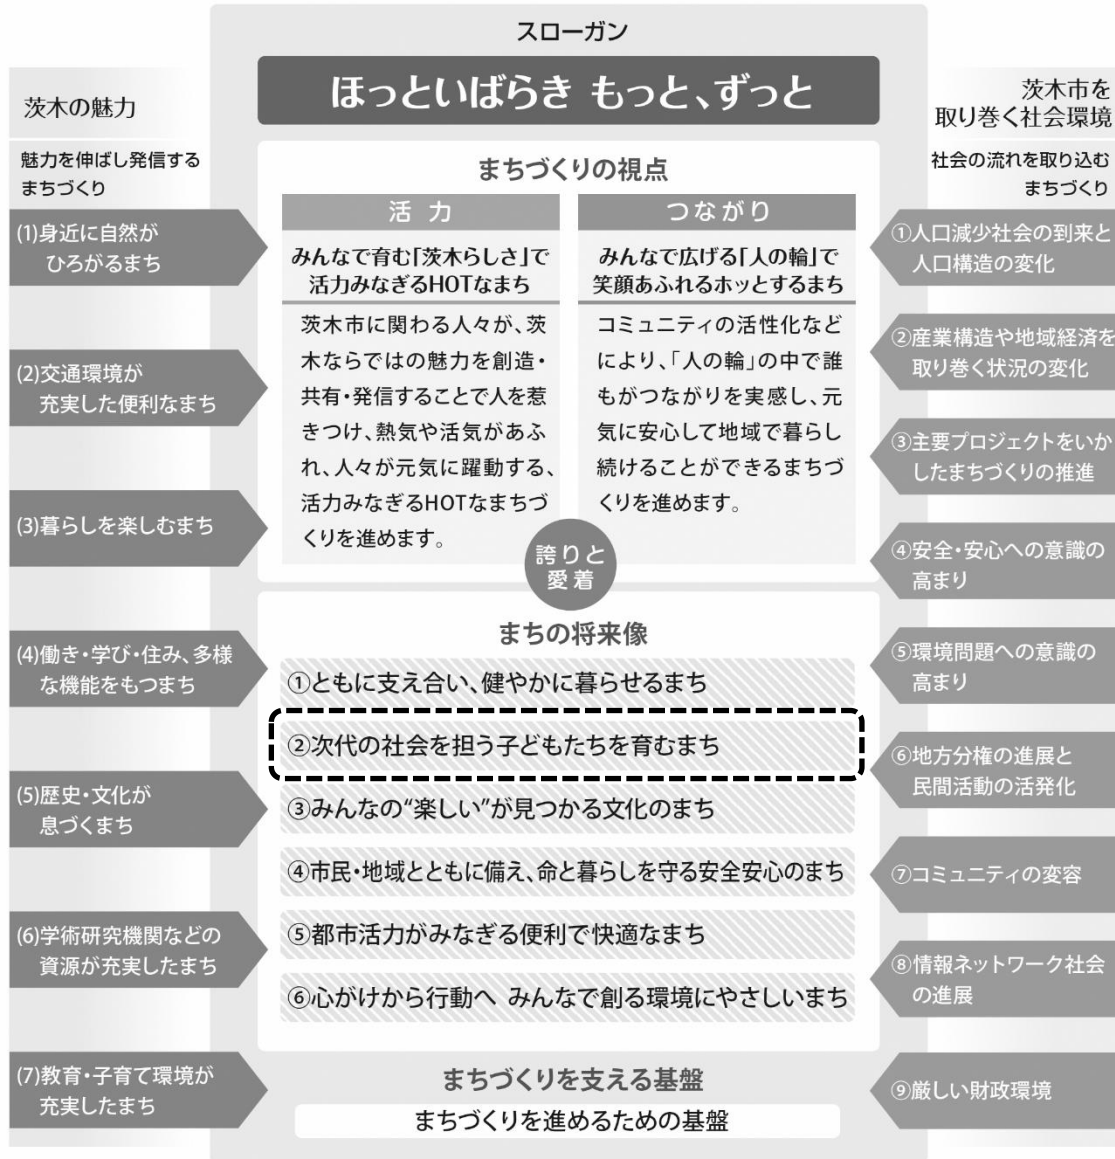 スローガン
ほっといばらき もっと、ずっと
茨木の魅力
魅力を伸ばし発信する
まちづくり
(1)身近に自然が
ひろがるまち
(2)交通環境が
充実した便利なまち
(3)暮らしを楽しむまち
(4)働き・学び・住み、多様
な機能をもつまち
(5)歴史・文化が
息づくまち
(6)学術研究機関などの
資源が充実したまち
(7)教育・子育て環境が
充実したまち
まちづくりの視点
活 力
みんなで育む「茨木らしさ」で
活力みなぎるHOTなまち
茨木市に関わる人々が、茨
木ならではの魅力を創造・
共有・発信することで人を惹
きつけ、熱気や活気があふ
れ、人々が元気に躍動する、
活力みなぎるHOTなまちづ
くりを進めます。
つながり
みんなで広げる「人の輪」で
笑顔あふれるホッとするまち
コミュニティの活性化など
により、「人の輪」の中で誰
もがつながりを実感し、元
気に安心して地域で暮らし
続けることができるまちづ
くりを進めます。
誇りと
愛着
まちの将来像
①ともに支え合い、健やかに暮らせるまち
②次代の社会を担う子どもたちを育むまち
③みんなの“楽しい”が見つかる文化のまち
④市民・地域とともに備え、命と暮らしを守る安全安心のまち
⑤都市活力がみなぎる便利で快適なまち
⑥心がけから行動へ みんなで創る環境にやさしいまち
まちづくりを支える基盤
まちづくりを進めるための基盤
茨木市を
取り巻く社会環境
社会の流れを取り込む
まちづくり
①人口減少社会の到来と
人口構造の変化
②産業構造や地域経済を
取り巻く状況の変化
③主要プロジェクトをいか
したまちづくりの推進
④安全・安心への意識の
高まり
⑤環境問題への意識の
高まり
⑥地方分権の進展と
民間活動の活発化
⑦コミュニティの変容
⑧情報ネットワーク社会
の進展
⑨厳しい財政環境